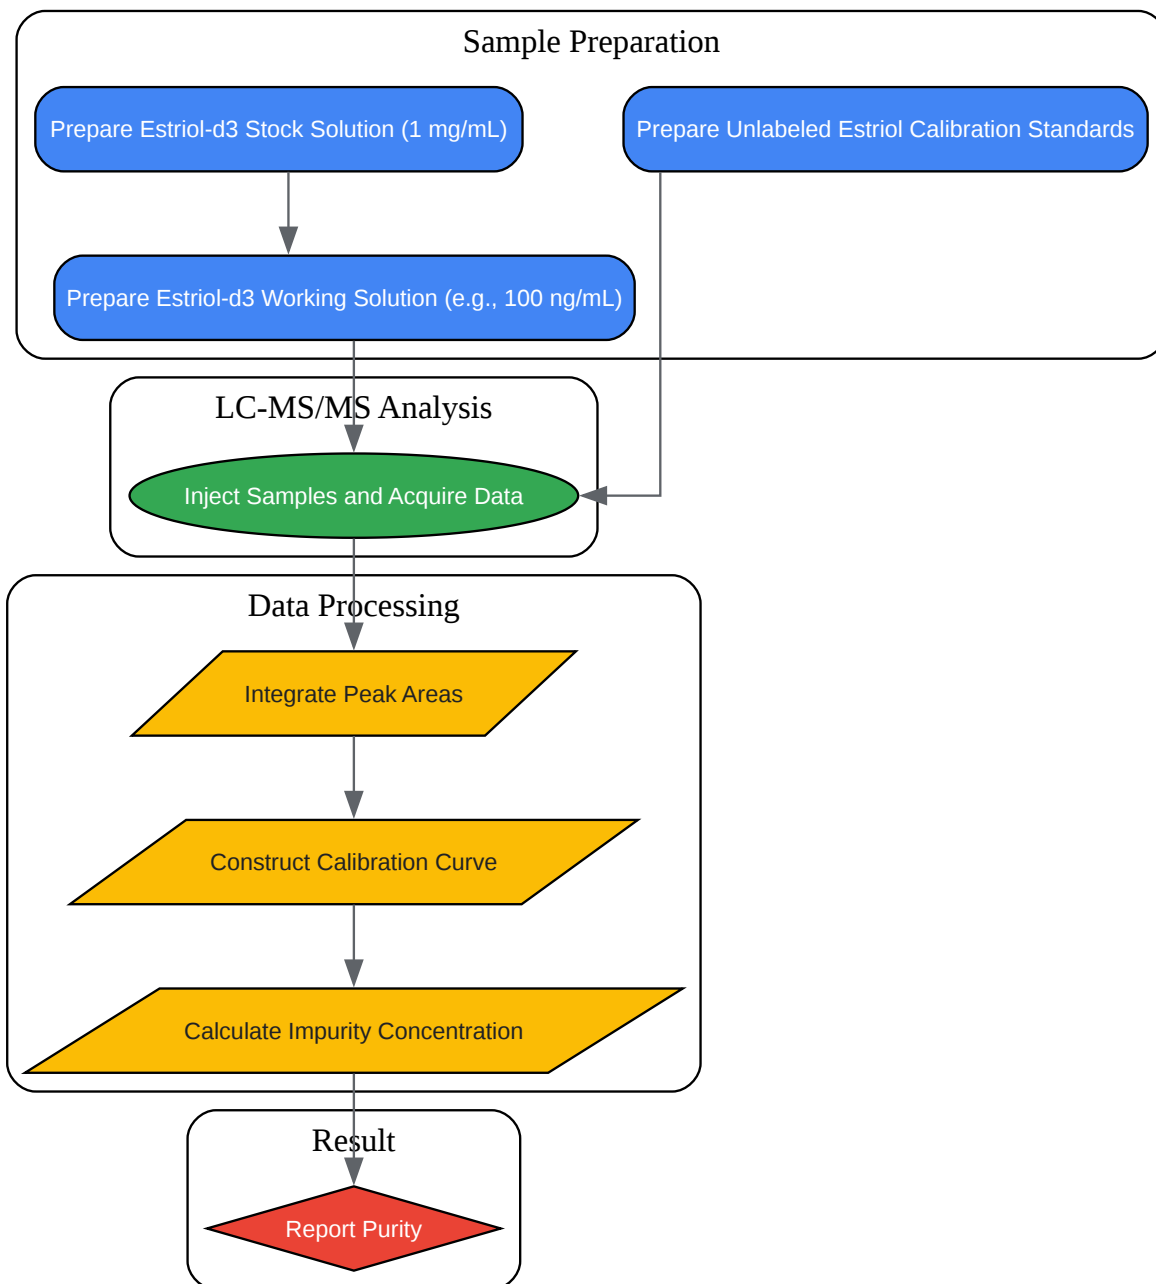 Sample Preparation
Prepare Estriol-d3 Stock Solution (1 mg/mL)
Prepare Unlabeled Estriol Calibration Standards
Prepare Estriol-d3 Working Solution (e.g., 100 ng/mL)
LC-MS/MS Analysis
Inject Samples and Acquire Data
Data Processing
Integrate Peak Areas
Construct Calibration Curve
Calculate Impurity Concentration
Result
Report Purity